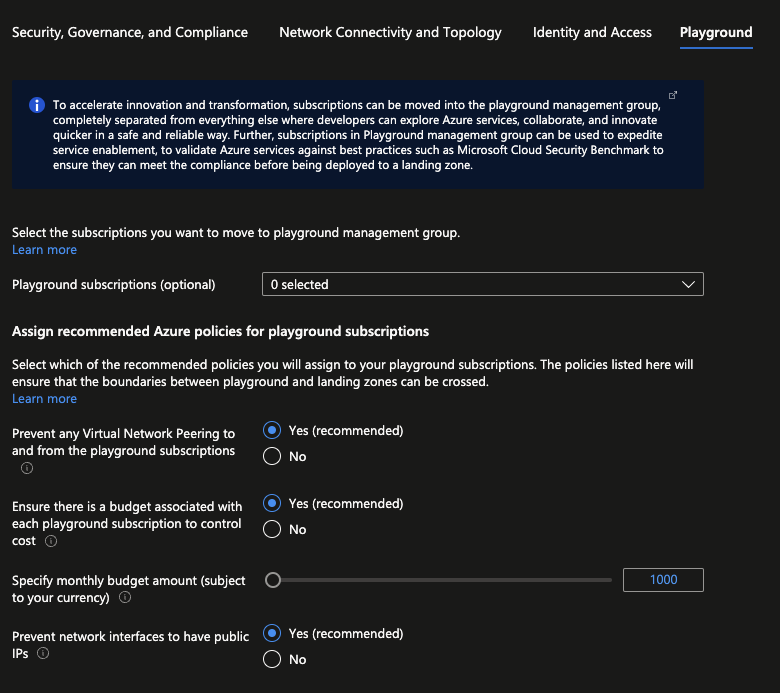 Security, Governance, and Compliance Network Connectivity and Topology Identity and Access Playground
To accelerate innovation and transformation, subscriptions can be moved into the playground management group,
completely separated from everything else where developers can explore Azure services, collaborate, and innovate
quicker in a safe and reliable way. Further, subscriptions in Playground management group can be used to expedite
service enablement, to validate Azure services against best practices such as Microsoft Cloud Security Benchmark to
ensure they can meet the compliance before being deployed to a landing zone.
Select the subscriptions you want to move to playground management group.
Learn more
Playground subscriptions (optional) 0 selected
Assign recommended Azure policies for playground subscriptions
Select which of the recommended policies you will assign to your playground subscriptions. The policies listed here will
ensure that the boundaries between playground and landing zones can be crossed.
Learn more
Prevent any Virtual Network Peering to
and from the playground subscriptions
Yes (recommended)
No
Ensure there is a budget associated with
each playground subscription to control
cost
Yes (recommended)
No
Specify monthly budget amount (subject
to your currency)
1000
Prevent network interfaces to have public
IPs
Yes (recommended)
No